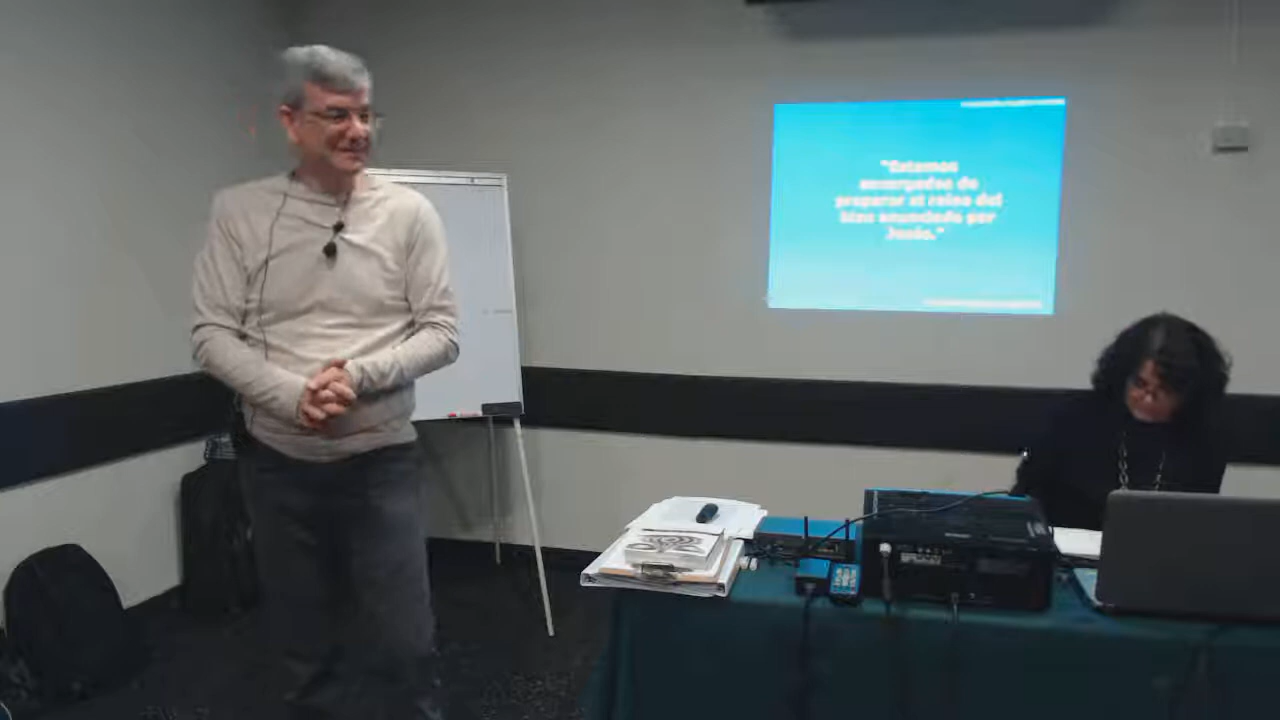 "Estamos
encargados de
preparar el reino del
bien anunciado por
Jesús."